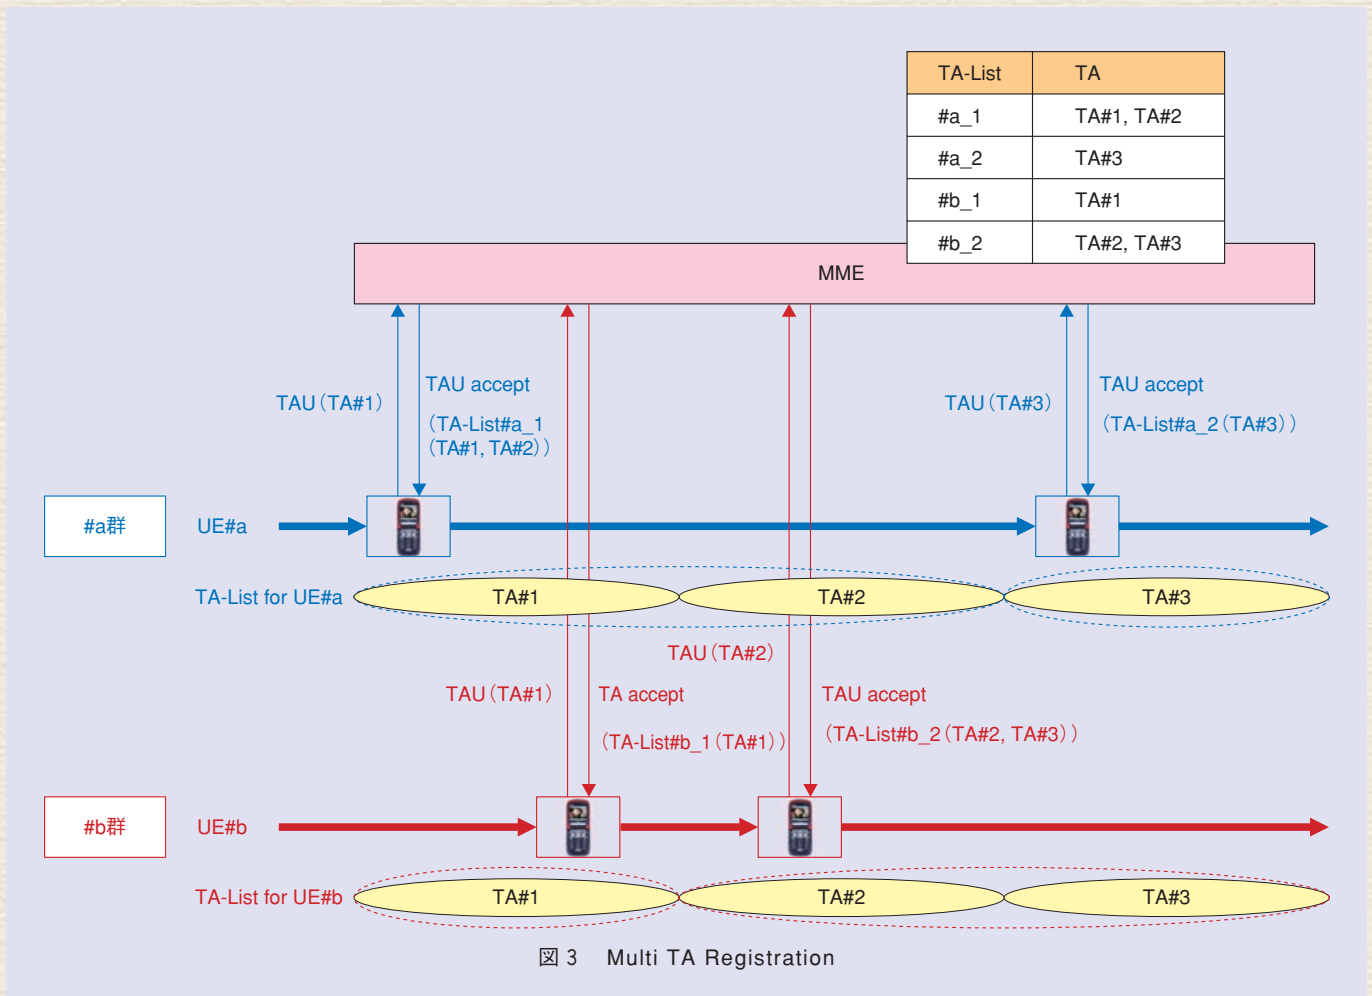 TA-List TA
#a_1 TA#1, TA#2
#a_2 TA#3
#b_1 TA#1
#b_2 TA#2, TA#3
MME
TAU(TA#1)
TAU accept
(TA-List#a_1
(TA#1, TA#2))
TAU(TA#3)
TAU accept
(TA-List#a_2(TA#3))
#a群
UE#a
TA-List for UE#a
TA#1
TA#2
TA#3
TAU(TA#2)
TAU(TA#1)
TA accept
(TA-List#b_1(TA#1))
TAU accept
(TA-List#b_2(TA#2, TA#3))
#b群
UE#b
TA-List for UE#b
TA#1
TA#2
TA#3
図 3 Multi TA Registration